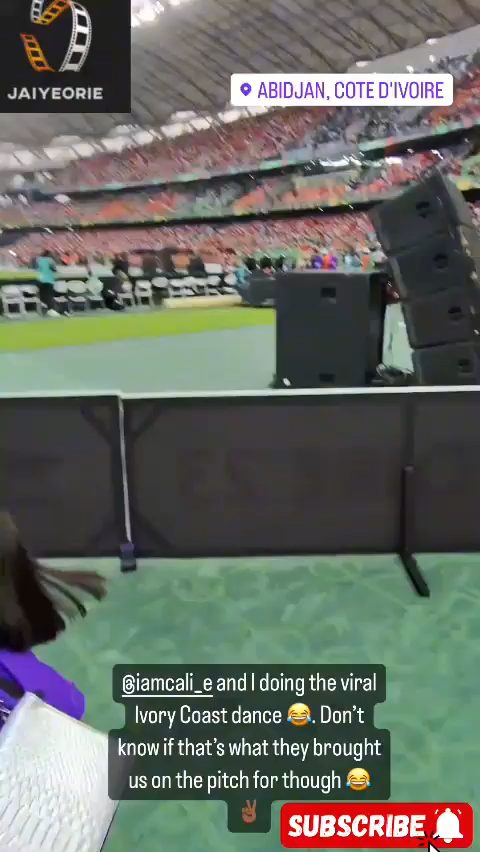 JAIYEORIE
ABIDJAN, COTE D'IVOIRE
@iamcali_e and I doing the viral
Ivory Coast dance 😂. Don't
know if that's what they brought
us on the pitch for though 😂
✌🏾
SUBSCRIBE